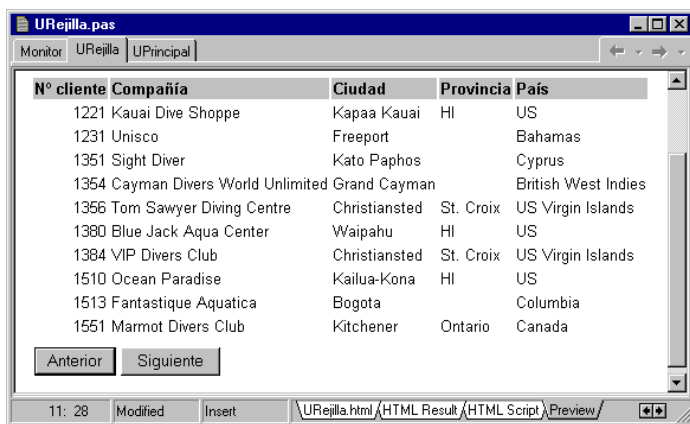 URejilla.pas
Monitor URejilla UPrincipal
Nº cliente Compañía Ciudad Provincia País
1221 Kauai Dive Shoppe Kapaa Kauai HI US
1231 Unisco Freeport Bahamas
1351 Sight Diver Kato Paphos Cyprus
1354 Cayman Divers World Unlimited Grand Cayman British West Indies
1356 Tom Sawyer Diving Centre Christiansted St. Croix US Virgin Islands
1380 Blue Jack Aqua Center Waipahu HI US
1384 VIP Divers Club Christiansted St. Croix US Virgin Islands
1510 Ocean Paradise Kailua-Kona HI US
1513 Fantastique Aquatica Bogota Columbia
1551 Marmot Divers Club Kitchener Ontario Canada
Anterior Siguiente
11: 28 Modified Insert URejilla.html HTML Result HTML Script Preview